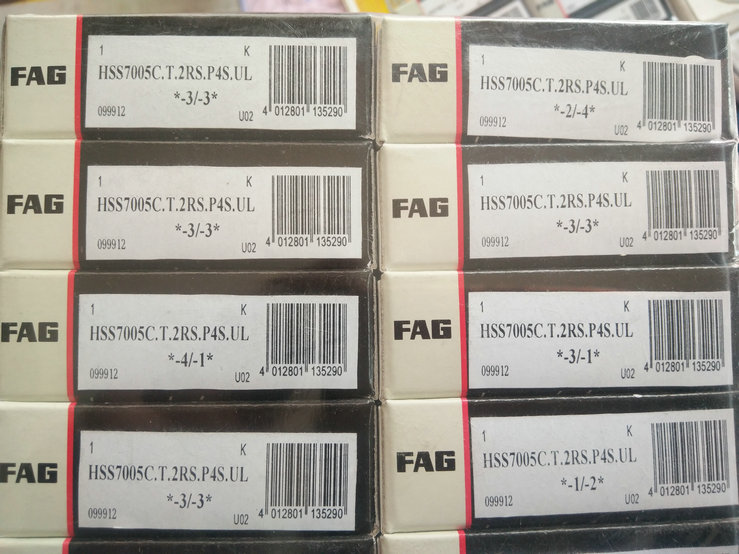 FAG
1 K
HSS7005C.T.2RS.P4S.UL
*-3/-3*
099912 U02
4 012801 135290
FAG
1 K
HSS7005C.T.2RS.P4S.UL
*-2/-4*
099912 U02
4 012801 135290
FAG
1 K
HSS7005C.T.2RS.P4S.UL
*-3/-3*
099912 U02
4 012801 135290
FAG
1 K
HSS7005C.T.2RS.P4S.UL
*-3/-3*
099912 U02
4 012801 135290
FAG
1 K
HSS7005C.T.2RS.P4S.UL
*-4/-1*
099912 U02
4 012801 135290
FAG
1 K
HSS7005C.T.2RS.P4S.UL
*-3/-1*
099912 U02
4 012801 135290
FAG
1 K
HSS7005C.T.2RS.P4S.UL
*-3/-3*
099912 U02
4 012801 135290
FAG
1 K
HSS7005C.T.2RS.P4S.UL
*-1/-2*
099912 U02
4 012801 135290